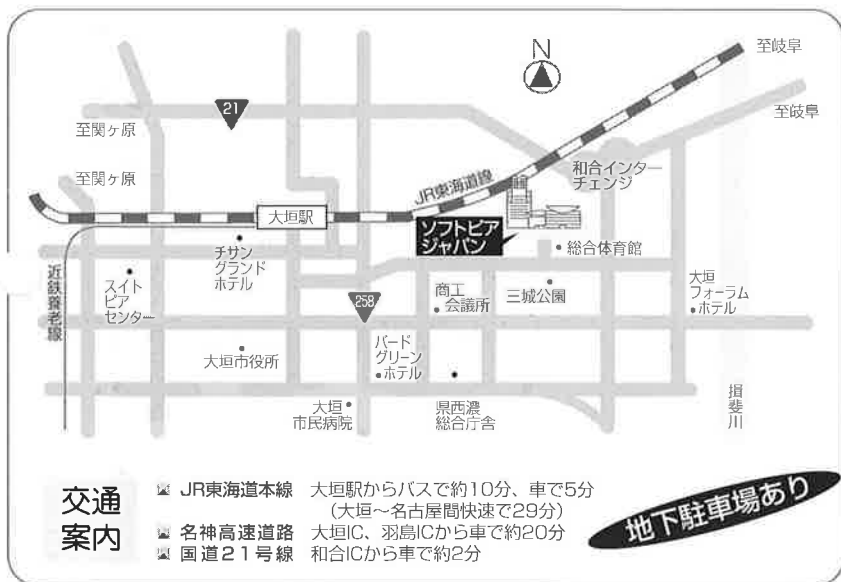 N
至岐阜
至岐阜
21
至関ヶ原
至関ヶ原
JR東海道線
和合インター
チェンジ
大垣駅
ソフトピア
ジャパン
総合体育館
チサン
グランド
ホテル
近鉄養老線
スイト
ピア
センター
258
商工
会議所
三城公園
大垣
フォーラム
ホテル
大垣市役所
バード
グリーン
ホテル
大垣
市民病院
県西濃
総合庁舎
揖斐川
交通
案内
JR東海道本線 大垣駅からバスで約10分、車で5分
(大垣～名古屋間快速で29分)
名神高速道路 大垣IC、羽島ICから車で約20分
国道21号線 和合ICから車で約2分
地下駐車場あり